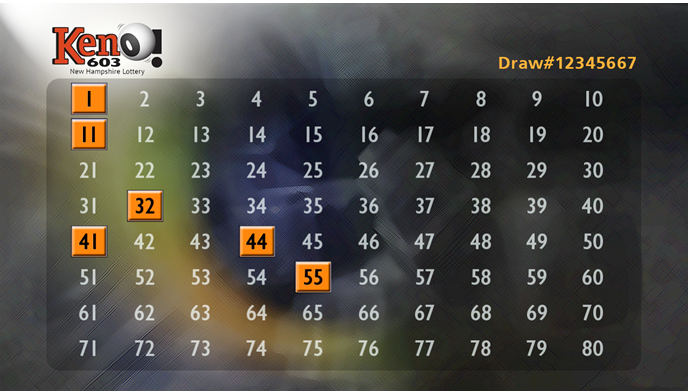 Keno!
603
New Hampshire Lottery
Draw#12345667
1 2 3 4 5 6 7 8 9 10
11 12 13 14 15 16 17 18 19 20
21 22 23 24 25 26 27 28 29 30
31 32 33 34 35 36 37 38 39 40
41 42 43 44 45 46 47 48 49 50
51 52 53 54 55 56 57 58 59 60
61 62 63 64 65 66 67 68 69 70
71 72 73 74 75 76 77 78 79 80